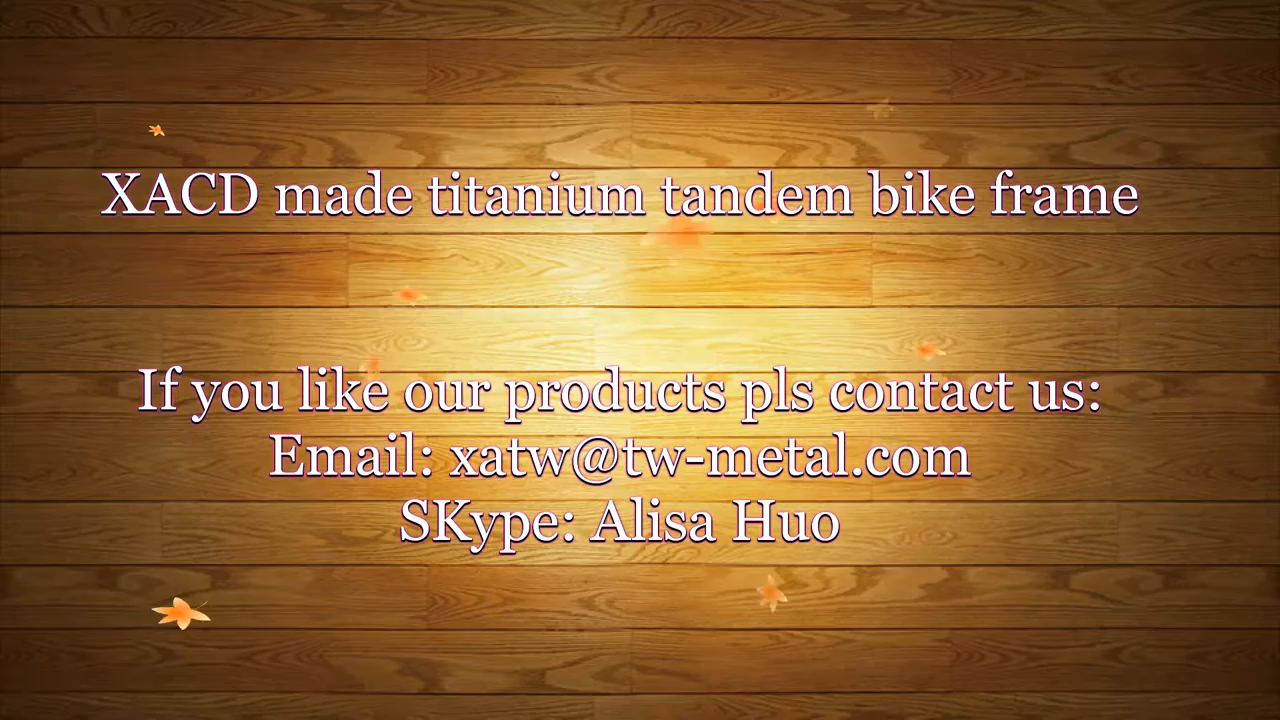 XACD made titanium tandem bike frame
If you like our products pls contact us:
Email: xatw@tw-metal.com
SKype: Alisa Huo